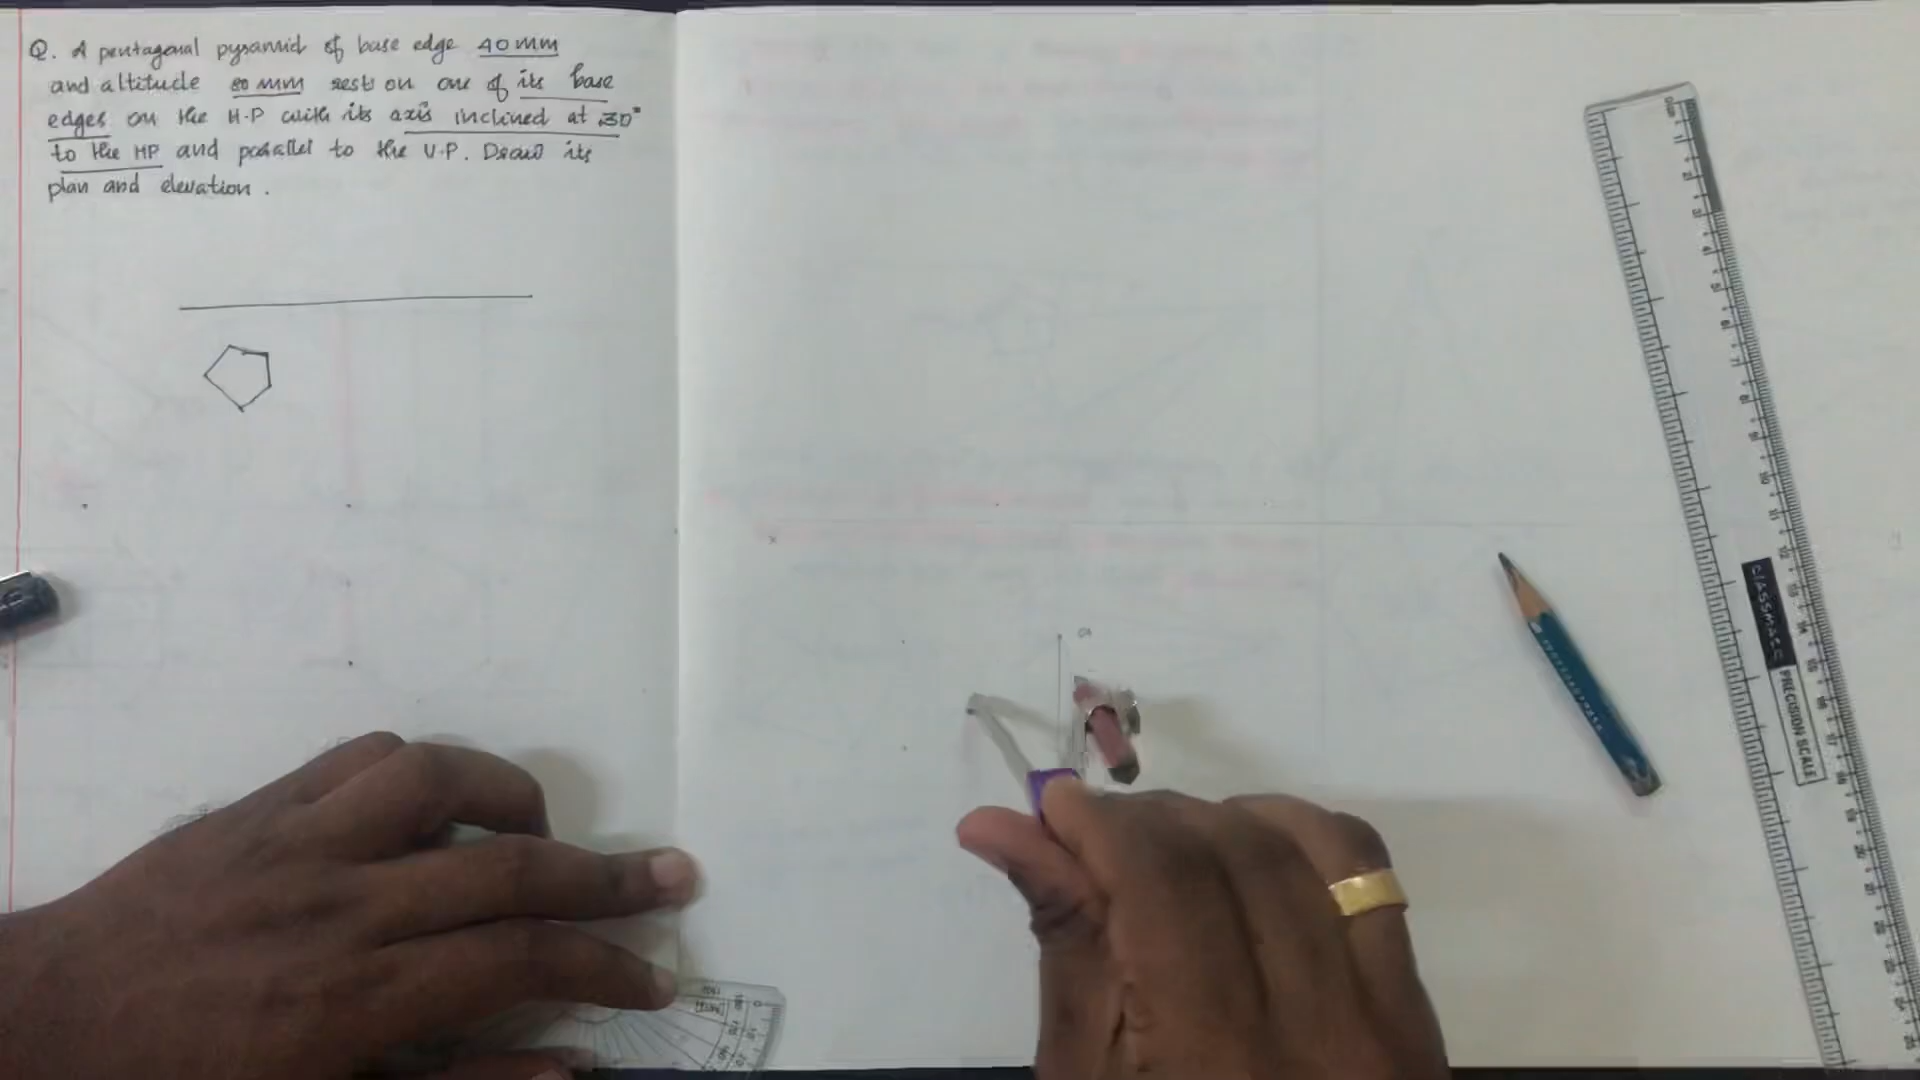 Q. A pentagonal pyramid of base edge 40 mm
and altitude 80 mm rests on one of its base
edges on the H.P with its axis inclined at 30°
to the HP and parallel to the V.P. Draw its
plan and elevation.
x
CLASSMATE
PRECISION SCALE